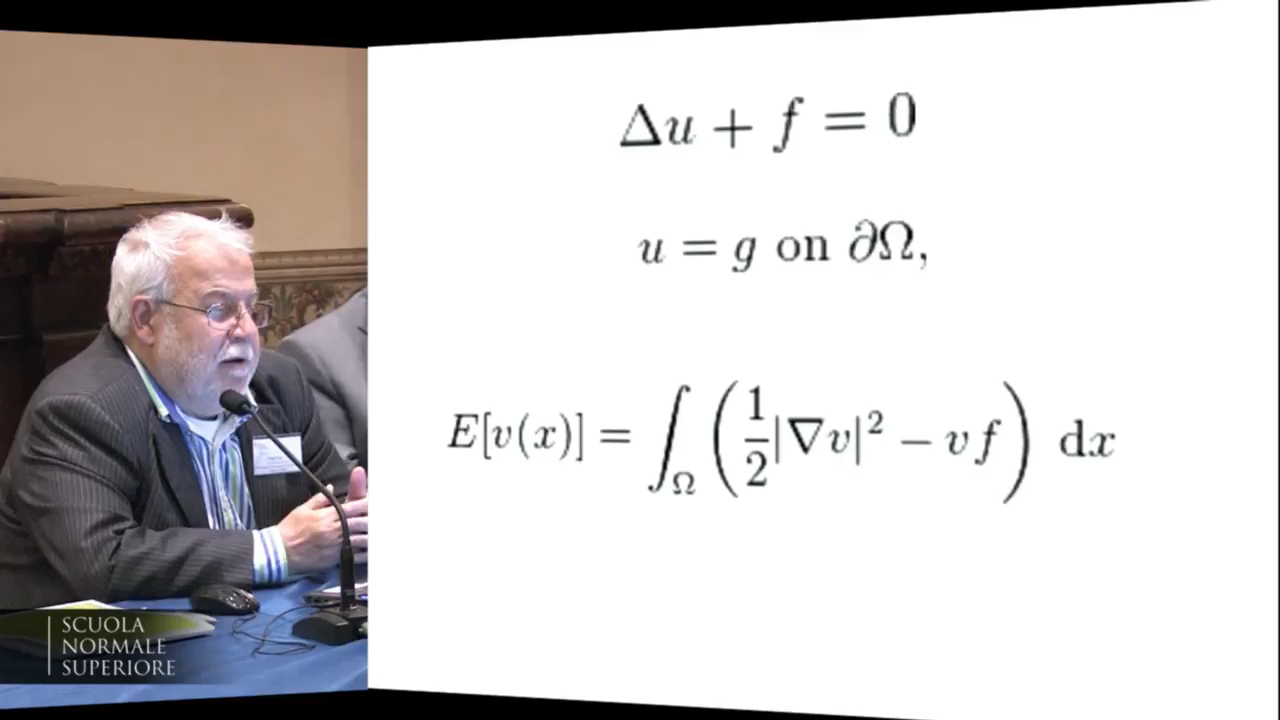 Δu + f = 0
u = g on ∂Ω,
E[v(x)] = ∫_Ω (1/2 |∇v|² − vf) dx
SCUOLA
NORMALE
SUPERIORE